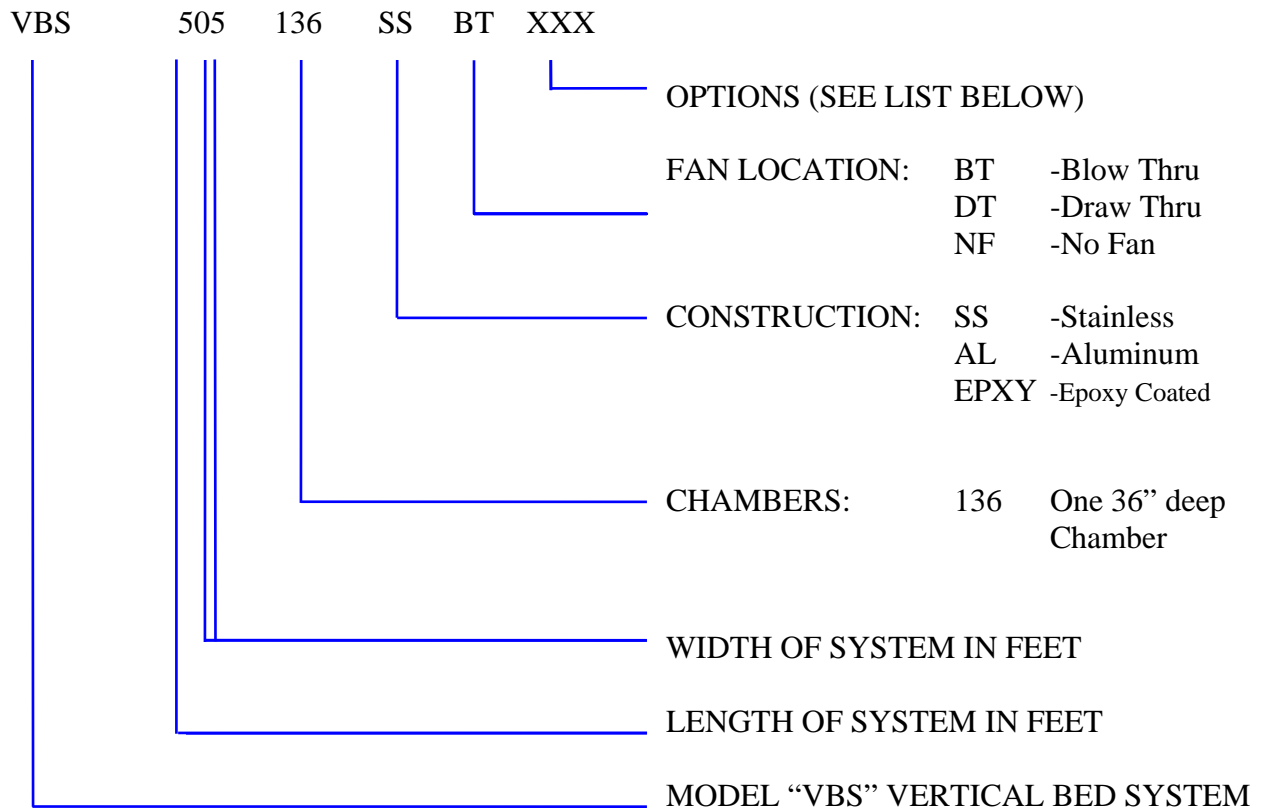 VBS 505 136 SS BT XXX
OPTIONS (SEE LIST BELOW)
FAN LOCATION: BT -Blow Thru
DT -Draw Thru
NF -No Fan
CONSTRUCTION: SS -Stainless
AL -Aluminum
EPXY -Epoxy Coated
CHAMBERS: 136 One 36” deep
Chamber
WIDTH OF SYSTEM IN FEET
LENGTH OF SYSTEM IN FEET
MODEL “VBS” VERTICAL BED SYSTEM